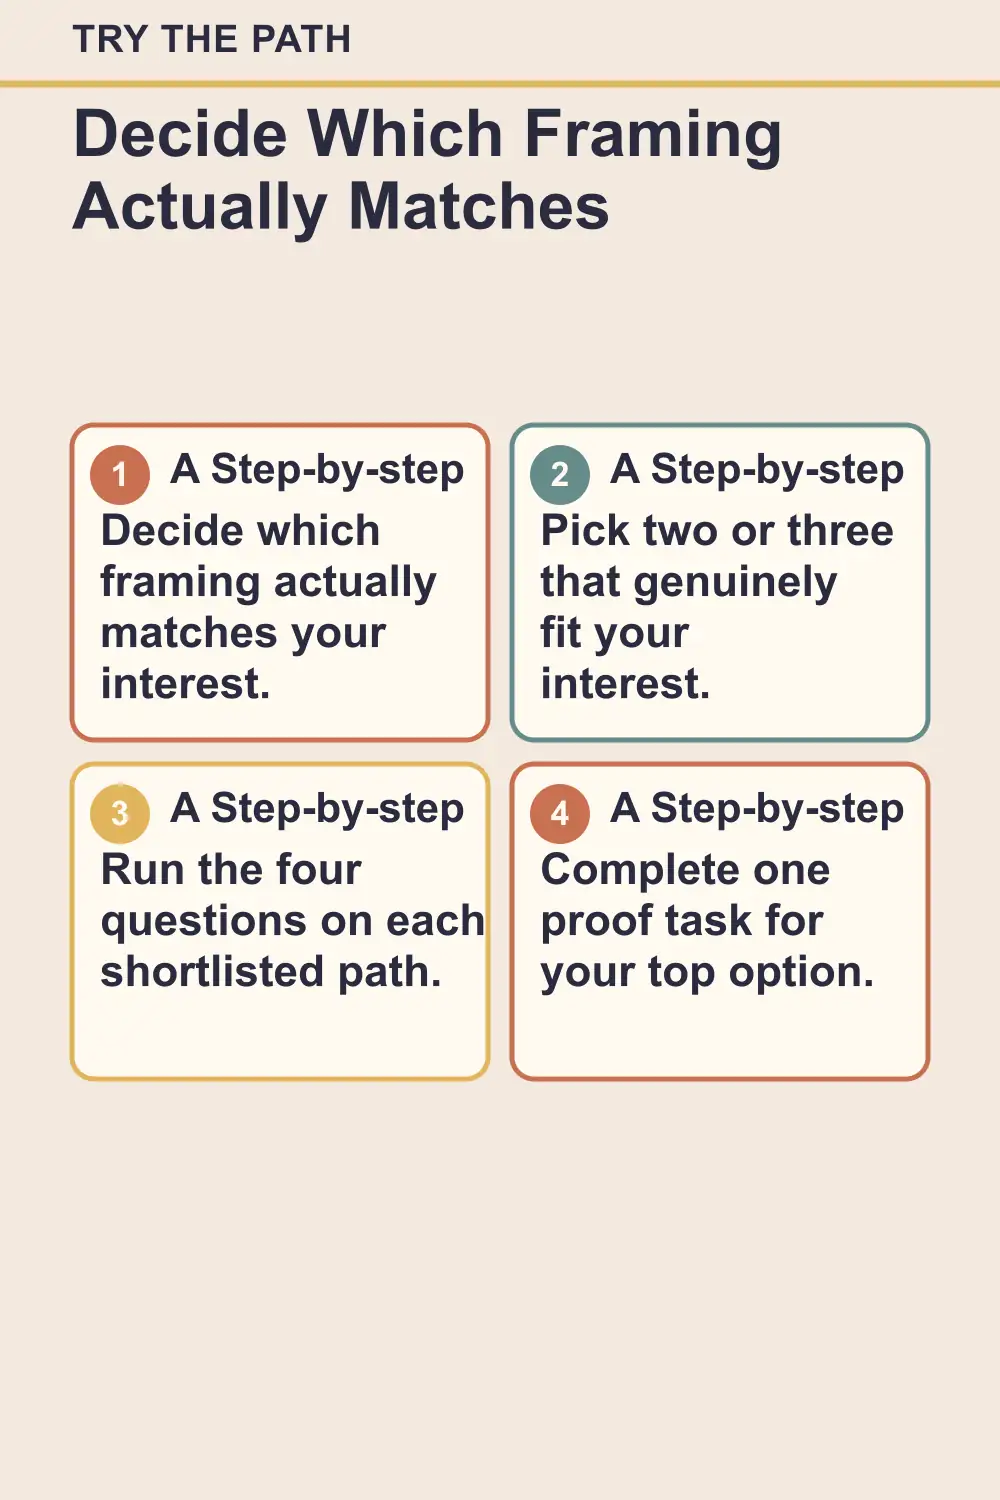 TRY THE PATH
Decide Which Framing
Actually Matches
1 A Step-by-step
Decide which
framing actually
matches your
interest.
2 A Step-by-step
Pick two or three
that genuinely
fit your
interest.
3 A Step-by-step
Run the four
questions on each
shortlisted path.
4 A Step-by-step
Complete one
proof task for
your top option.